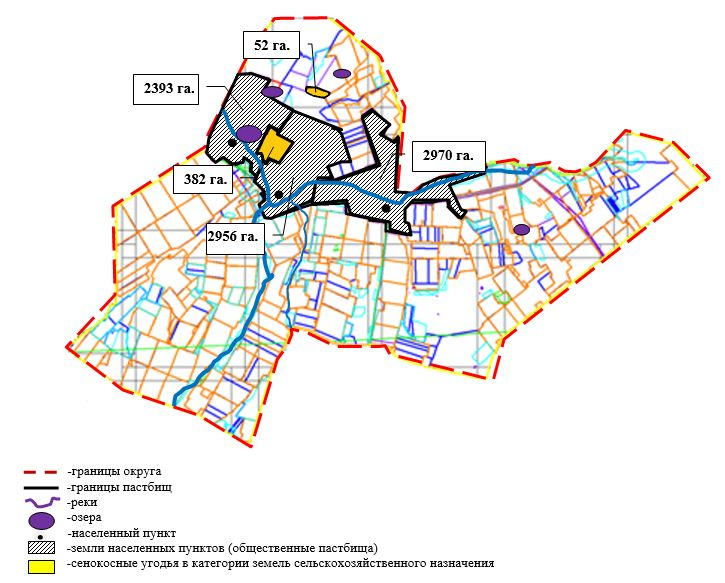 52 га.
2393 га.
2970 га.
382 га.
2956 га.
-границы округа
-границы пастбищ
-реки
-озера
-населенный пункт
-земли населенных пунктов (общественные пастбища)
-сенокосные угодья в категории земель сельскохозяйственного назначения